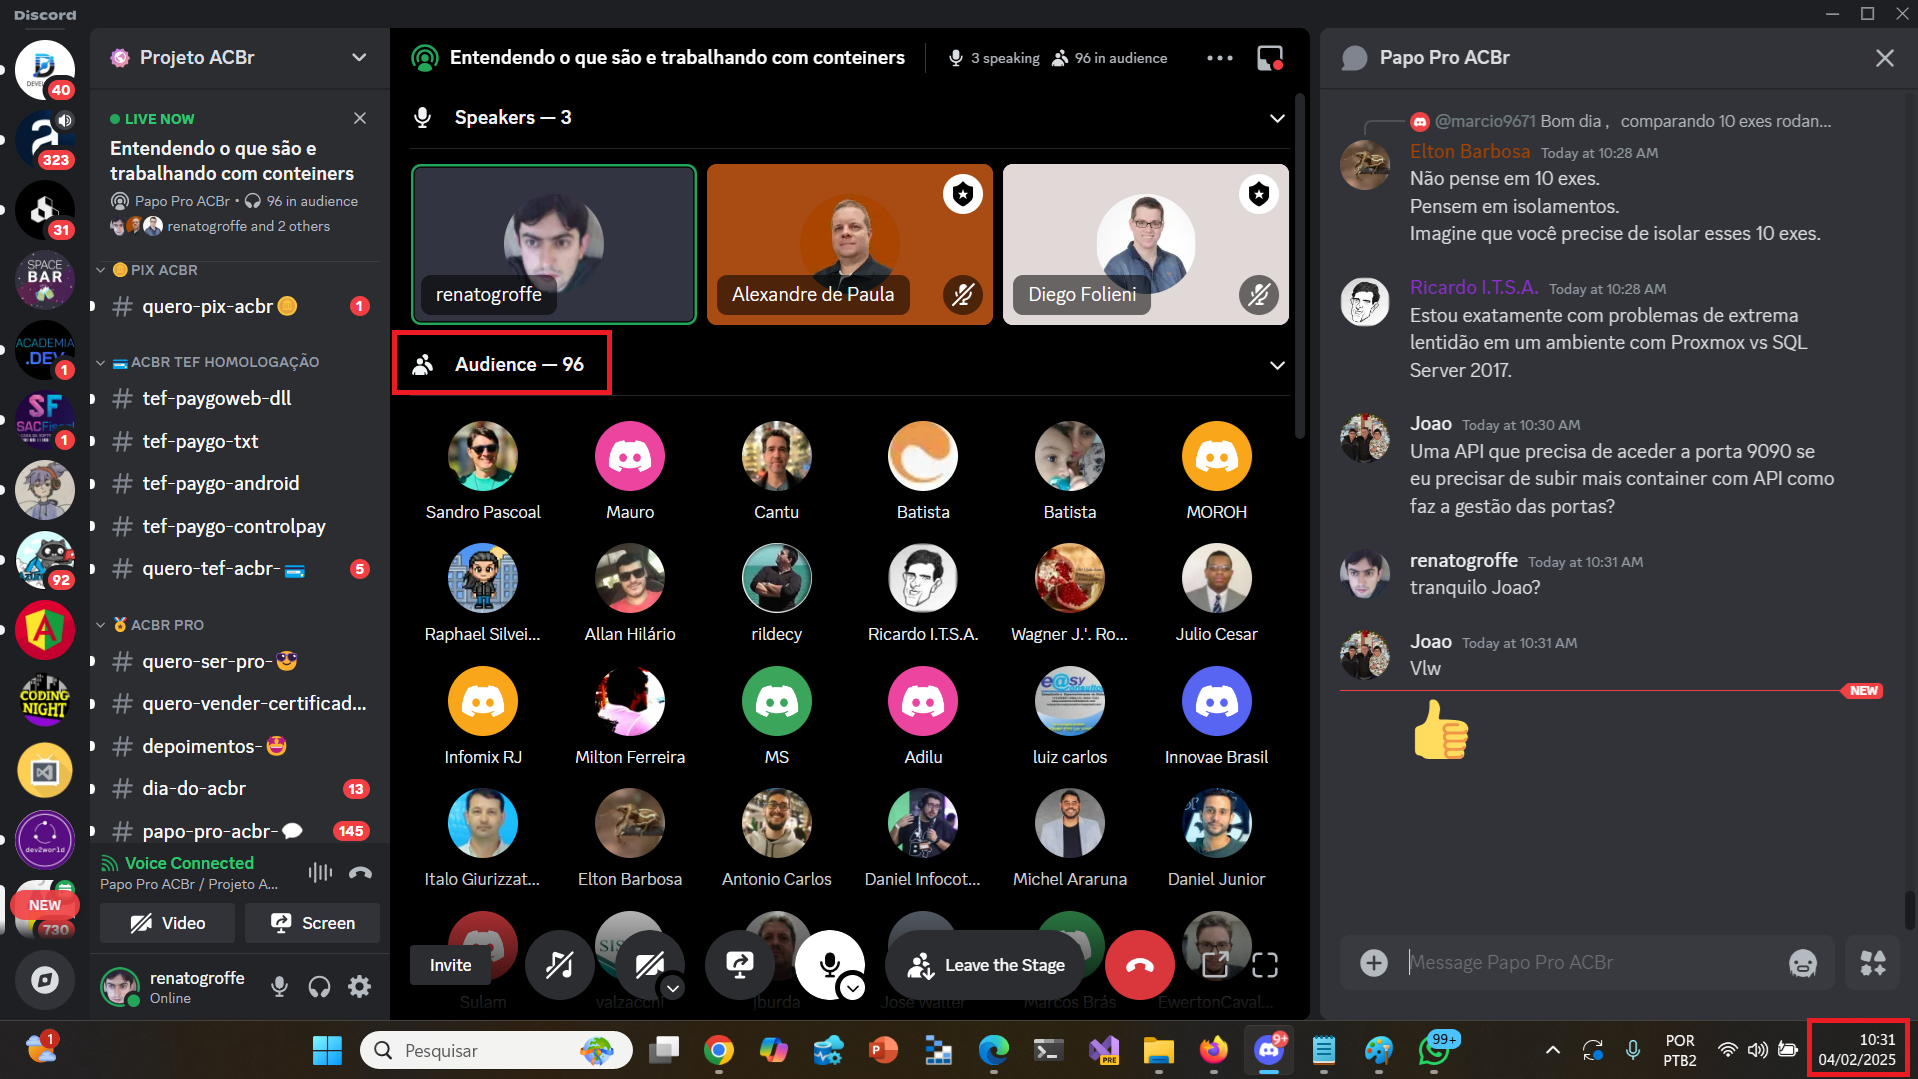 Discord
40
323
31
SPACE
BAR
ACADEMIA
.DEV
1
SF
1
92
CODING
NIGHT
dev2world
NEW
730
Projeto ACBr
LIVE NOW
Entendendo o que são e
trabalhando com conteiners
Papo Pro ACBr • 96 in audience
renatogroffe and 2 others
PIX ACBR
quero-pix-acbr
1
ACBR TEF HOMOLOGAÇÃO
tef-paygoweb-dll
tef-paygo-txt
tef-paygo-android
tef-paygo-controlpay
quero-tef-acbr-
5
ACBR PRO
quero-ser-pro-
quero-vender-certificad...
depoimentos-
dia-do-acbr
13
papo-pro-acbr-
145
Voice Connected
Papo Pro ACBr / Projeto A...
Video
Screen
renatogroffe
Online
Entendendo o que são e trabalhando com conteiners
3 speaking
96 in audience
Speakers — 3
renatogroffe
Alexandre de Paula
Diego Folieni
Audience — 96
Sandro Pascoal
Mauro
Cantu
Batista
Batista
MOROH
Raphael Silvei...
Allan Hilário
rildecy
Ricardo I.T.S.A.
Wagner J.'. Ro...
Julio Cesar
Infomix RJ
Milton Ferreira
MS
Adilu
luiz carlos
Innovae Brasil
Italo Giurizzat...
Elton Barbosa
Antonio Carlos
Daniel Infocot...
Michel Araruna
Daniel Junior
Sulam
valzacchi
jburda
José Walter
Marcos Brás
EwertonCaval...
Invite
Leave the Stage
Papo Pro ACBr
@marcio9671 Bom dia , comparando 10 exes rodan...
Elton Barbosa Today at 10:28 AM
Não pense em 10 exes.
Pensem em isolamentos.
Imagine que você precise de isolar esses 10 exes.
Ricardo I.T.S.A. Today at 10:28 AM
Estou exatamente com problemas de extrema
lentidão em um ambiente com Proxmox vs SQL
Server 2017.
Joao Today at 10:30 AM
Uma API que precisa de aceder a porta 9090 se
eu precisar de subir mais container com API como
faz a gestão das portas?
renatogroffe Today at 10:31 AM
tranquilo Joao?
Joao Today at 10:31 AM
Vlw
NEW
Message Papo Pro ACBr
1
Pesquisar
PRE
9+
99+
POR
PTB2
10:31
04/02/2025